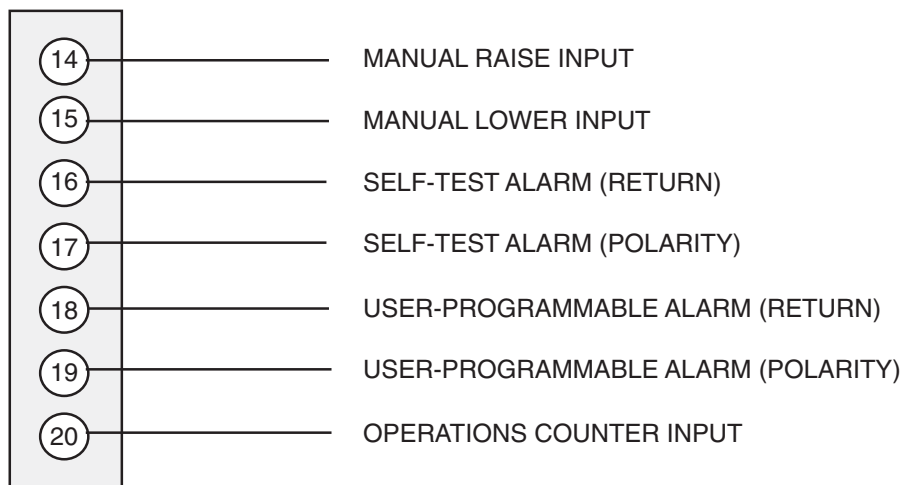 14 MANUAL RAISE INPUT
15 MANUAL LOWER INPUT
16 SELF-TEST ALARM (RETURN)
17 SELF-TEST ALARM (POLARITY)
18 USER-PROGRAMMABLE ALARM (RETURN)
19 USER-PROGRAMMABLE ALARM (POLARITY)
20 OPERATIONS COUNTER INPUT